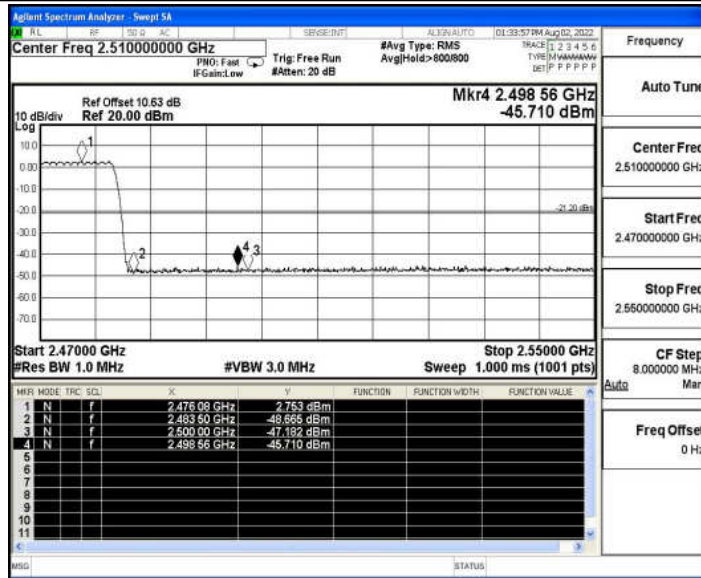 Agilent Spectrum Analyzer - Swept SA
RL RF 50 Ω AC SENSE:INT ALIGN AUTO 01:33:57 PM Aug 02, 2022
Center Freq 2.510000000 GHz
PNO: Fast
IFGain:Low
Trig: Free Run
#Atten: 20 dB
#Avg Type: RMS
Avg|Hold:>800/800
TRACE 1 2 3 4 5 6
TYPE M WWWWW
DET P P P P P P
Ref Offset 10.63 dB
10 dB/div Ref 20.00 dBm
Log
Mkr4 2.498 56 GHz
-45.710 dBm
10.0
0.00
-10.0
-20.0
-30.0
-40.0
-50.0
-60.0
-70.0
1
2
4
3
-21.20 dBm
Start 2.47000 GHz Stop 2.55000 GHz
#Res BW 1.0 MHz #VBW 3.0 MHz Sweep 1.000 ms (1001 pts)
MKR MODE TRC SCL X Y FUNCTION FUNCTION WIDTH FUNCTION VALUE
1 N f 2.476 08 GHz 2.753 dBm
2 N f 2.483 50 GHz -48.665 dBm
3 N f 2.500 00 GHz -47.182 dBm
4 N f 2.498 56 GHz -45.710 dBm
5
6
7
8
9
10
11
MSG STATUS
Frequency
Auto Tune
Center Freq
2.510000000 GHz
Start Freq
2.470000000 GHz
Stop Freq
2.550000000 GHz
CF Step
8.000000 MHz
Auto Man
Freq Offset
0 Hz